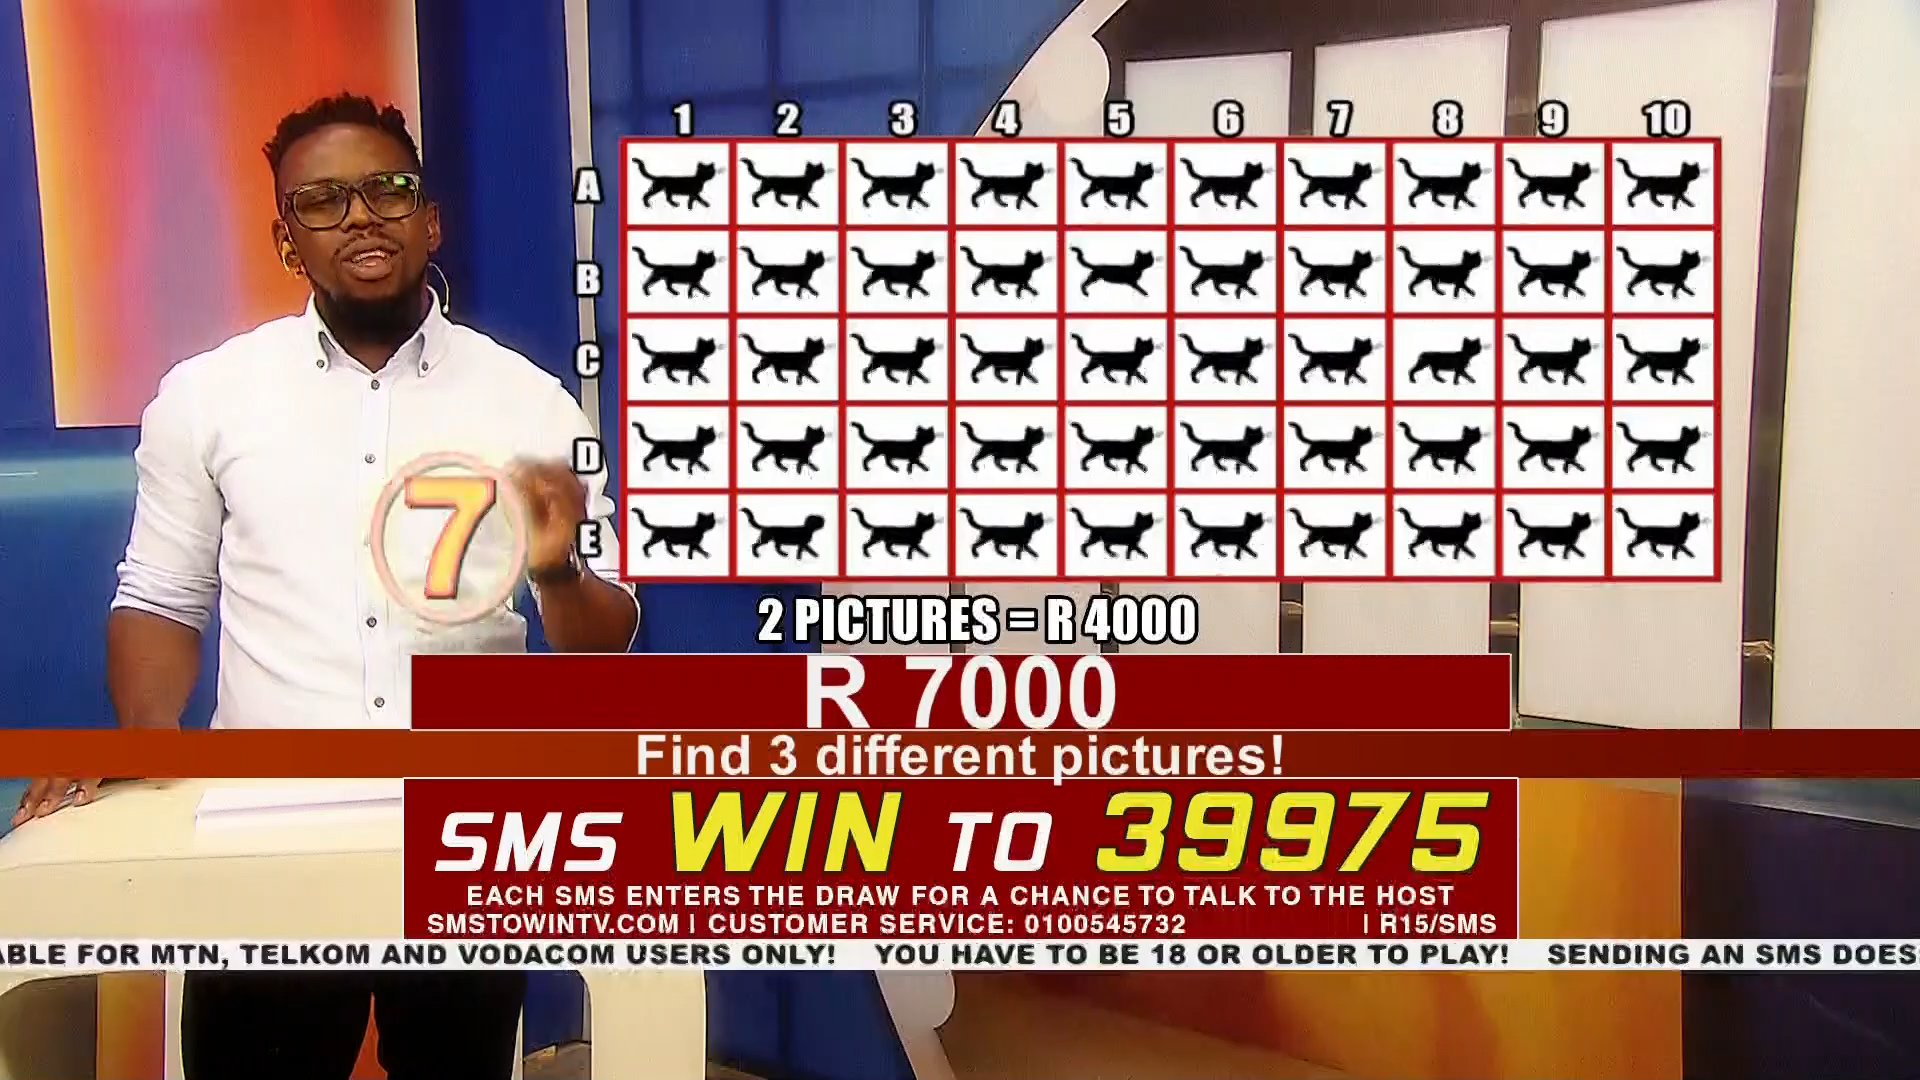 1 2 3 4 5 6 7 8 9 10
A
B
C
D
E
7
2 PICTURES = R 4000
R 7000
Find 3 different pictures!
SMS WIN TO 39975
EACH SMS ENTERS THE DRAW FOR A CHANCE TO TALK TO THE HOST
SMSTOWINTV.COM | CUSTOMER SERVICE: 0100545732 | R15/SMS
ABLE FOR MTN, TELKOM AND VODACOM USERS ONLY! YOU HAVE TO BE 18 OR OLDER TO PLAY! SENDING AN SMS DOES